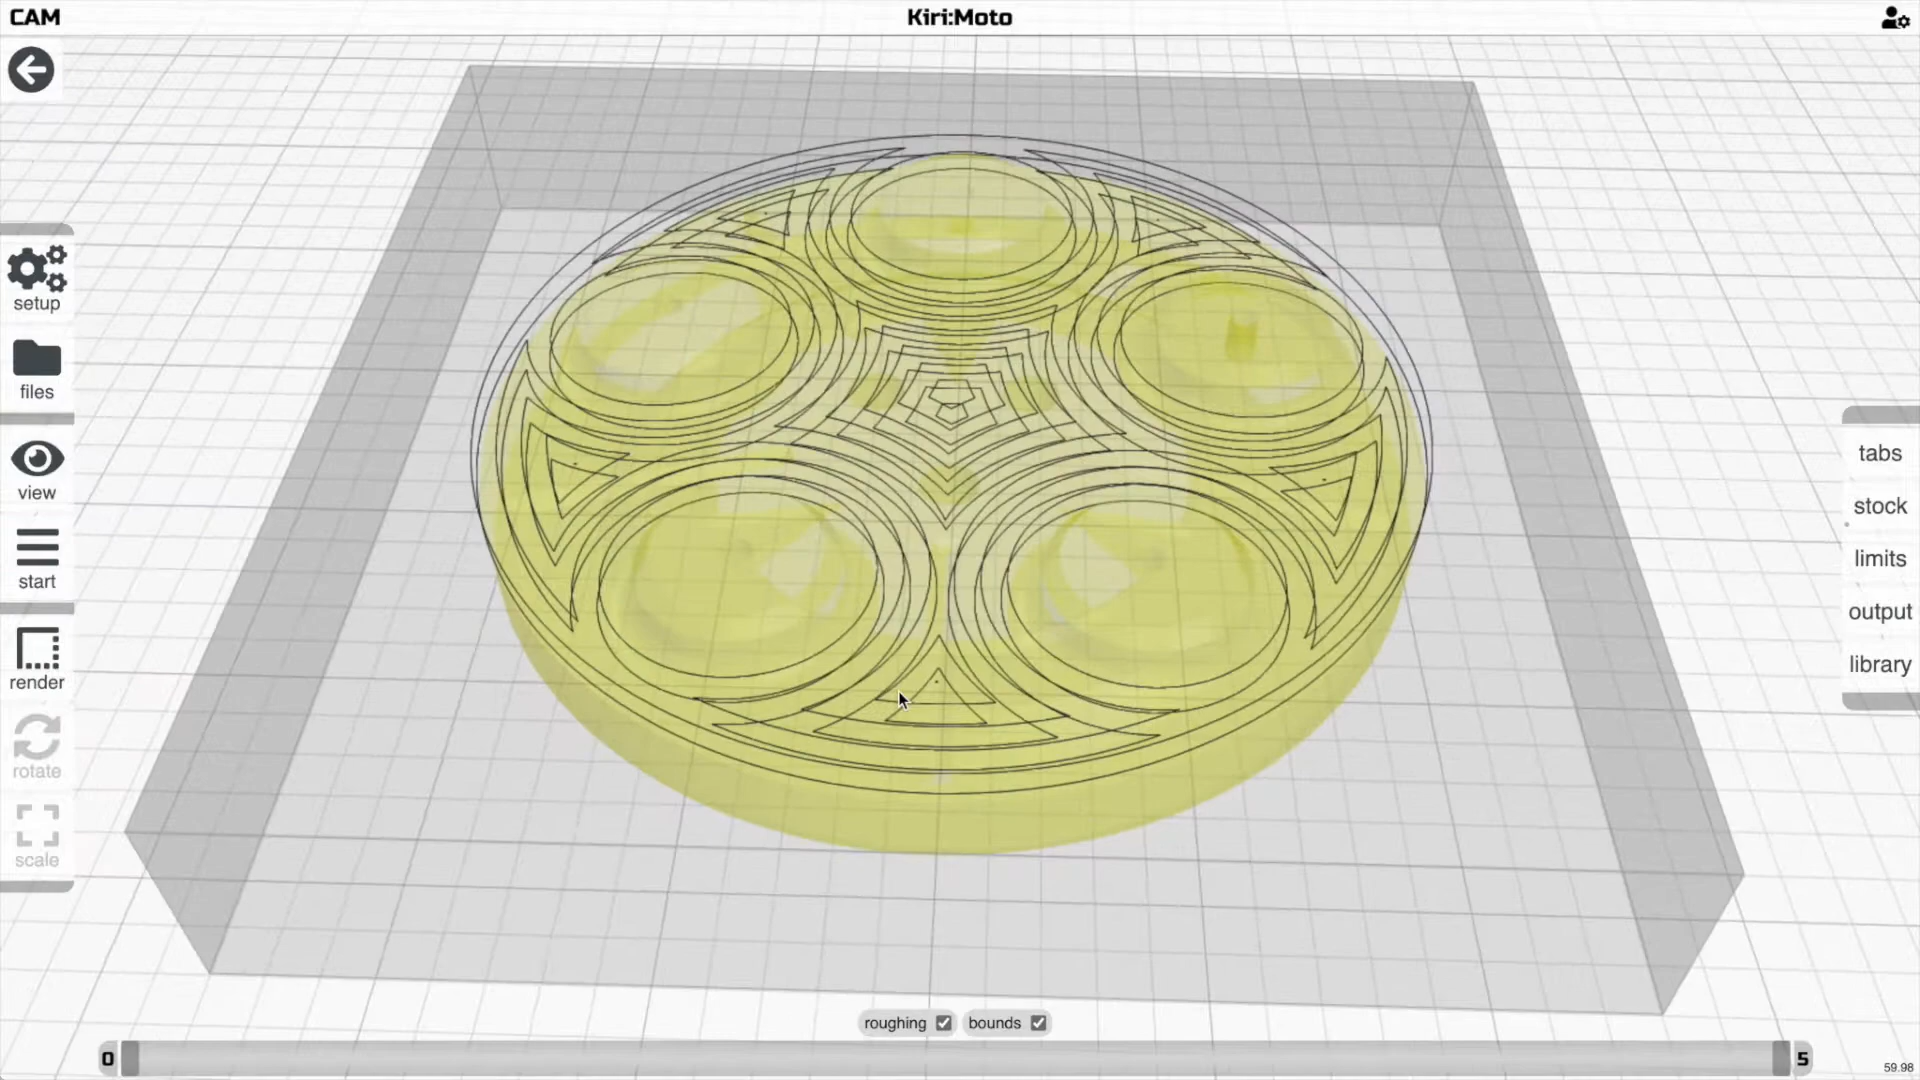 CAM
Kiri:Moto
setup
files
view
start
render
rotate
scale
tabs
stock
limits
output
library
roughing
bounds
0
5
59.98